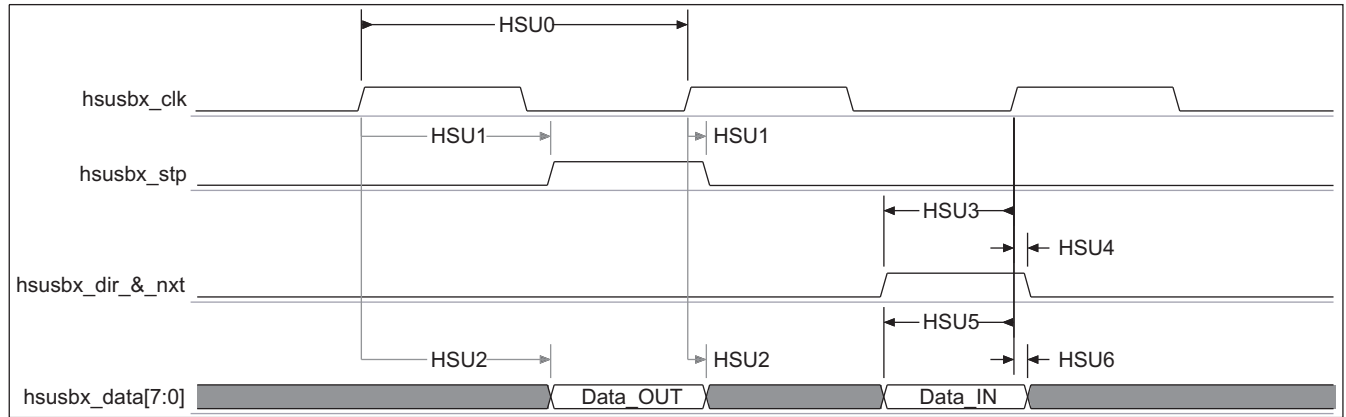 HSU0
hsusbx_clk
HSU1 HSU1
hsusbx_stp
HSU3
HSU4
hsusbx_dir_&_nxt
HSU5
HSU2 HSU2 HSU6
hsusbx_data[7:0] Data_OUT Data_IN